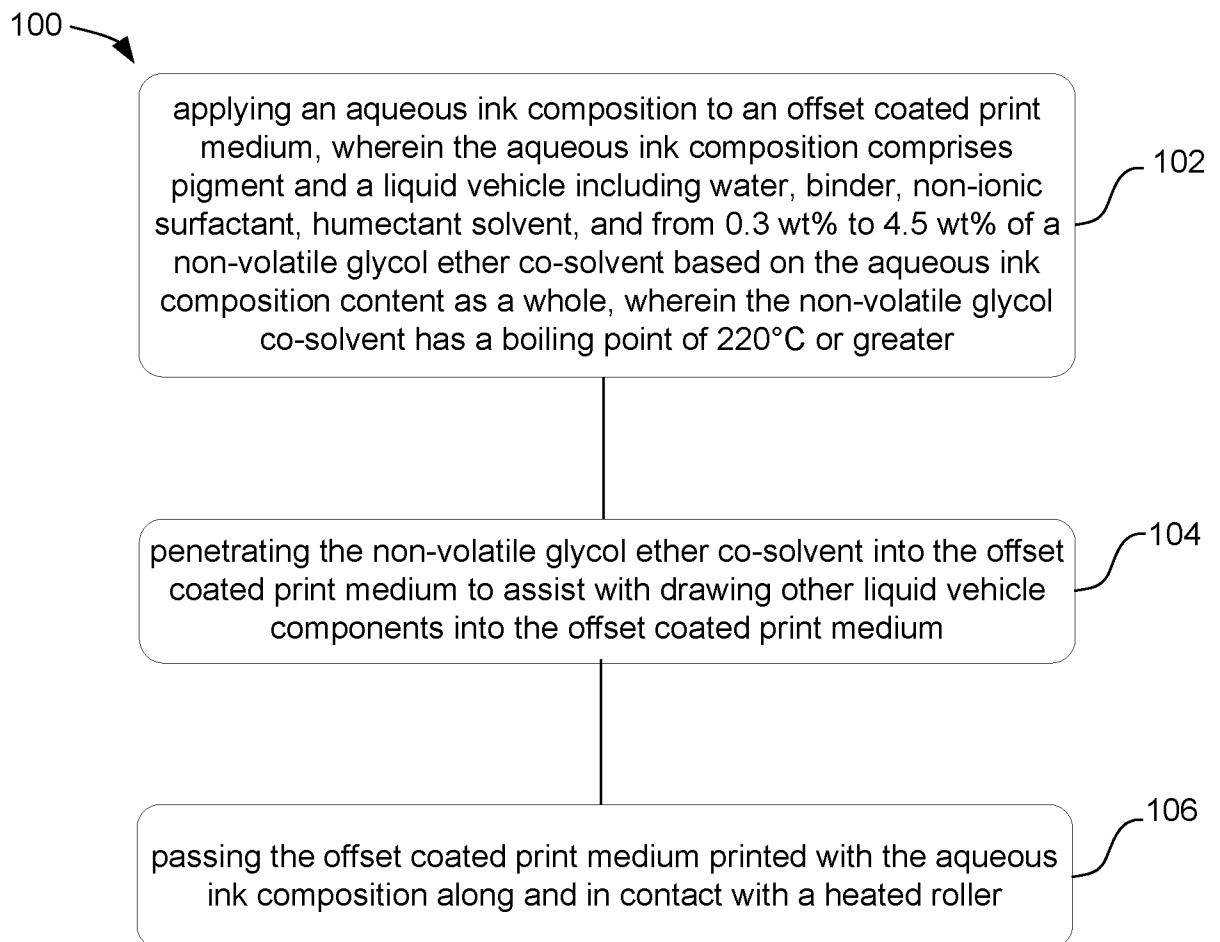 100
applying an aqueous ink composition to an offset coated print
medium, wherein the aqueous ink composition comprises
pigment and a liquid vehicle including water, binder, non-ionic
surfactant, humectant solvent, and from 0.3 wt% to 4.5 wt% of a
non-volatile glycol ether co-solvent based on the aqueous ink
composition content as a whole, wherein the non-volatile glycol
co-solvent has a boiling point of 220°C or greater
102
penetrating the non-volatile glycol ether co-solvent into the offset
coated print medium to assist with drawing other liquid vehicle
components into the offset coated print medium
104
passing the offset coated print medium printed with the aqueous
ink composition along and in contact with a heated roller
106